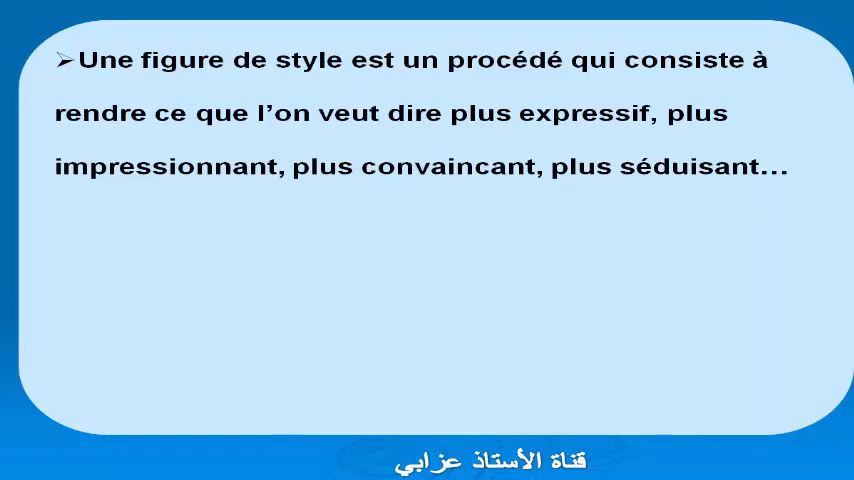 ➢Une figure de style est un procédé qui consiste à
rendre ce que l’on veut dire plus expressif, plus
impressionnant, plus convaincant, plus séduisant…
قناة الأستاذ عزابي